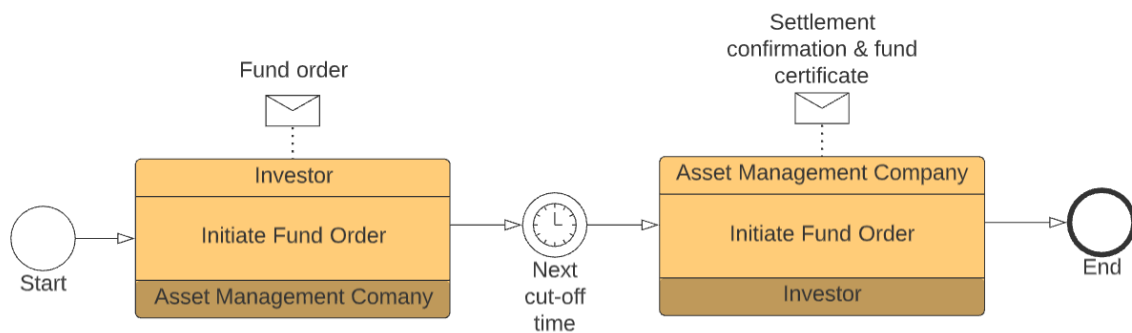 Fund order
Investor
Initiate Fund Order
Asset Management Comany
Start
Next
cut-off
time
Settlement
confirmation & fund
certificate
Asset Management Company
Initiate Fund Order
Investor
End